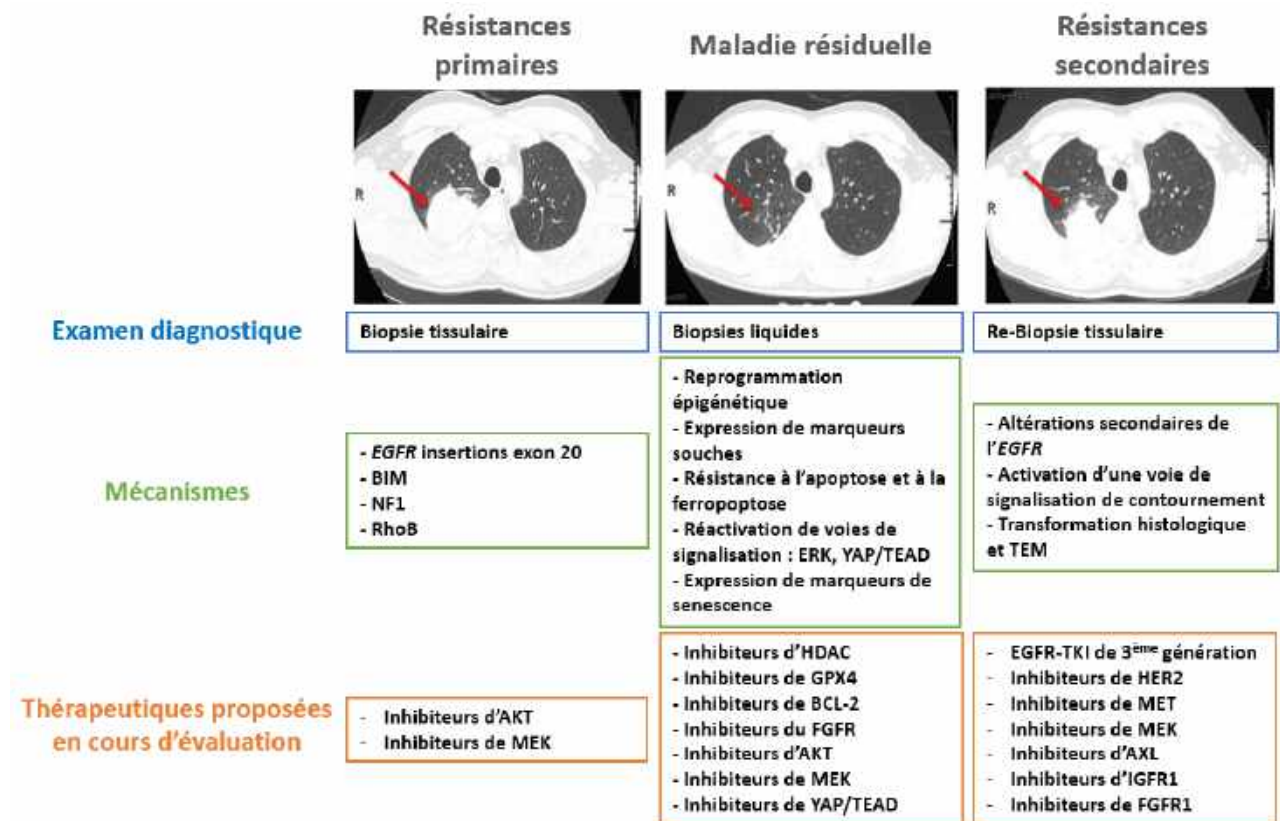 Résistances
primaires
Maladie résiduelle
Résistances
secondaires
R
R
R
Examen diagnostique
Biopsie tissulaire
Biopsies liquides
Re-Biopsie tissulaire
Mécanismes
- EGFR insertions exon 20
- BIM
- NF1
- RhoB
- Reprogrammation
épigénétique
- Expression de marqueurs
souches
- Résistance à l'apoptose et à la
ferropoptose
- Réactivation de voies de
signalisation : ERK, YAP/TEAD
- Expression de marqueurs de
senescence
- Altérations secondaires de
l'EGFR
- Activation d'une voie de
signalisation de contournement
- Transformation histologique
et TEM
Thérapeutiques proposées
en cours d'évaluation
- Inhibiteurs d'AKT
- Inhibiteurs de MEK
- Inhibiteurs d'HDAC
- Inhibiteurs de GPX4
- Inhibiteurs de BCL-2
- Inhibiteurs du FGFR
- Inhibiteurs d'AKT
- Inhibiteurs de MEK
- Inhibiteurs de YAP/TEAD
- EGFR-TKI de 3ème génération
- Inhibiteurs de HER2
- Inhibiteurs de MET
- Inhibiteurs de MEK
- Inhibiteurs d'AXL
- Inhibiteurs d'IGFR1
- Inhibiteurs de FGFR1